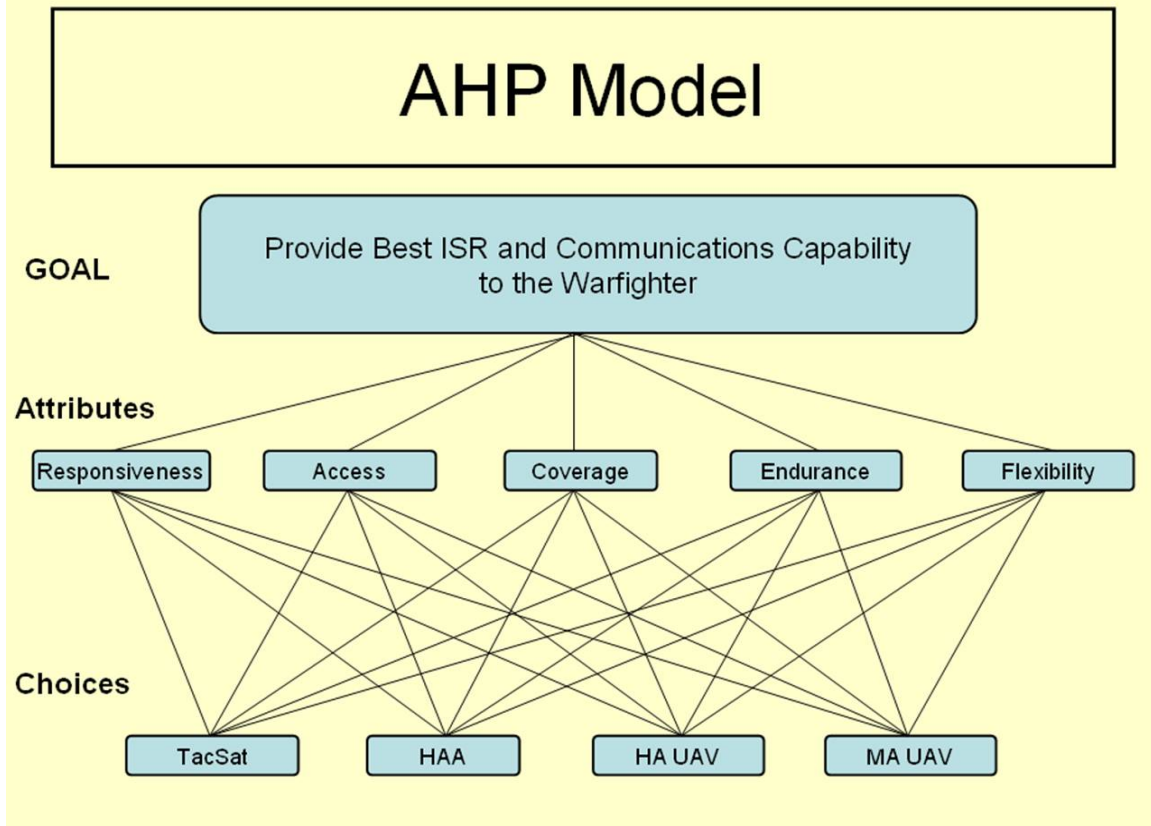 AHP Model
GOAL
Provide Best ISR and Communications Capability
to the Warfighter
Attributes
Responsiveness
Access
Coverage
Endurance
Flexibility
Choices
TacSat
HAA
HA UAV
MA UAV